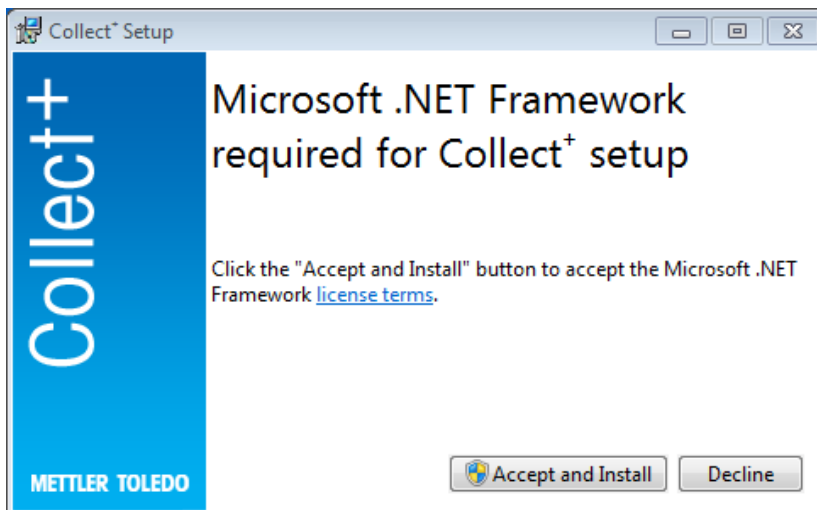 Collect⁺ Setup
Collect+
Microsoft .NET Framework
required for Collect⁺ setup
Click the "Accept and Install" button to accept the Microsoft .NET
Framework license terms.
METTLER TOLEDO
Accept and Install
Decline